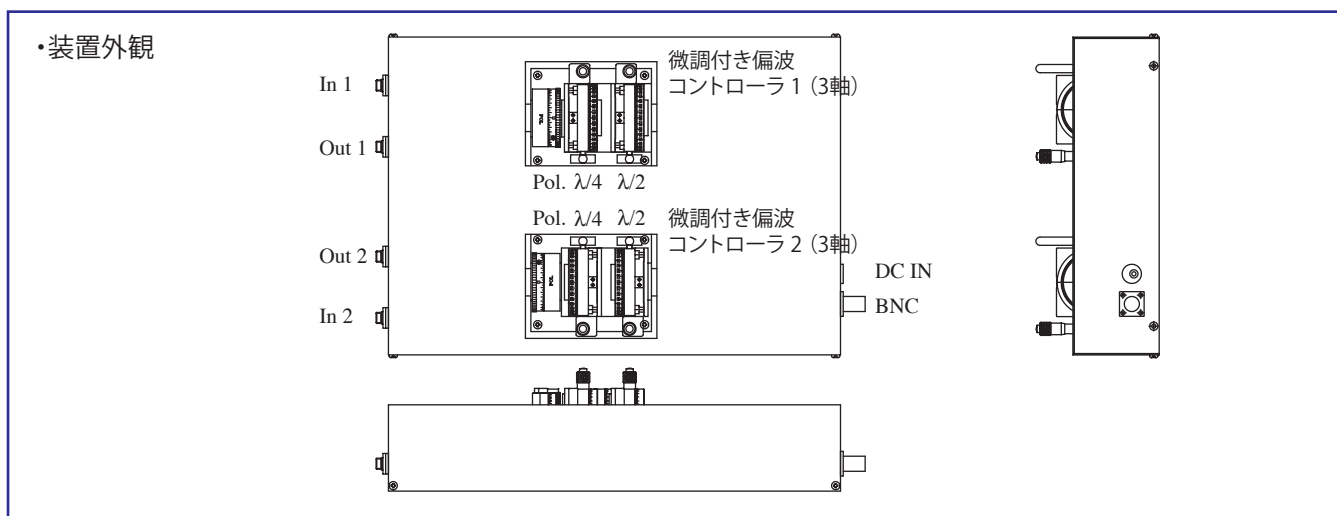 ・装置外観
In 1
Out 1
Out 2
In 2
微調付き偏波
コントローラ 1（3軸）
Pol. λ/4 λ/2
Pol. λ/4 λ/2
微調付き偏波
コントローラ 2（3軸）
DC IN
BNC